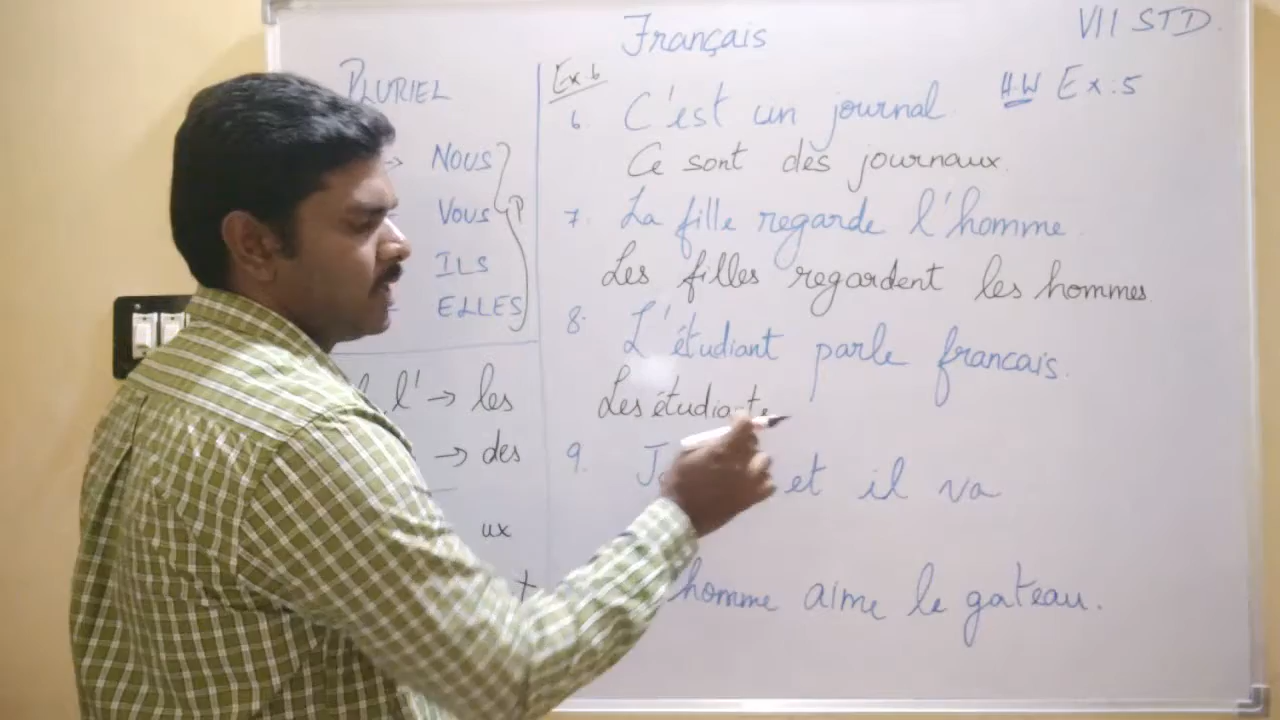 Français
VII STD.
PLURIEL
NOUS
VOUS
ILS
ELLES
l' → les
→ des
ux
Ex.6
H.W Ex:5
6. C'est un journal
Ce sont des journaux.
7. La fille regarde l'homme.
Les filles regardent les hommes
8. L'étudiant parle francais.
Les étudiants
9. et il va
homme aime le gateau.